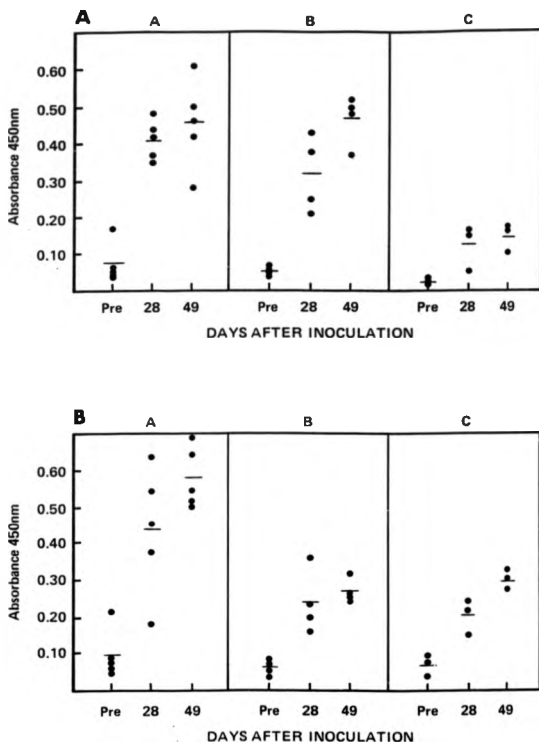 A
A B C
Absorbance 450nm
0.60
0.50
0.40
0.30
0.20
0.10
Pre 28 49 Pre 28 49 Pre 28 49
DAYS AFTER INOCULATION
B
A B C
Absorbance 450nm
0.60
0.50
0.40
0.30
0.20
0.10
Pre 28 49 Pre 28 49 Pre 28 49
DAYS AFTER INOCULATION